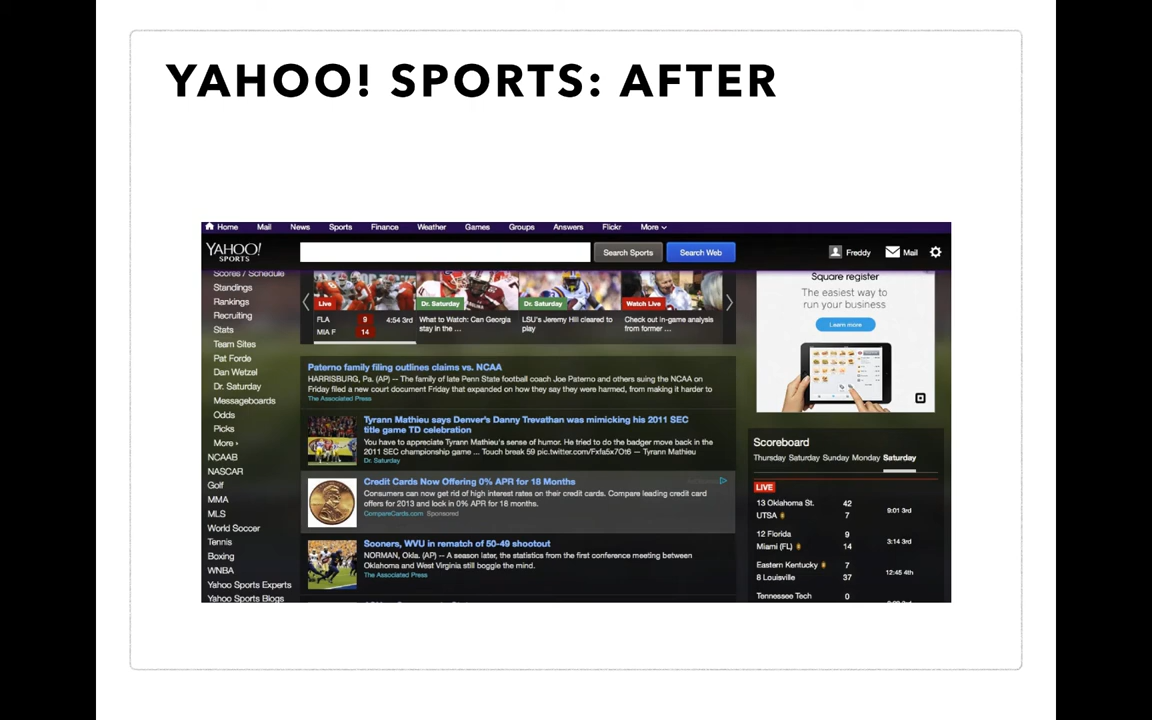 YAHOO! SPORTS: AFTER
Home Mail News Sports Finance Weather Games Groups Answers Flickr More
YAHOO!
SPORTS
Search Sports
Search Web
Freddy
Mail
Scores / Schedule
Standings
Rankings
Recruiting
Stats
Team Sites
Pat Forde
Dan Wetzel
Dr. Saturday
Messageboards
Odds
Picks
More
NCAAB
NASCAR
Golf
MMA
MLS
World Soccer
Tennis
Boxing
WNBA
Yahoo Sports Experts
Yahoo Sports Blogs
Live
FLA 9 4:54 3rd
MIA F 14
Dr. Saturday
What to Watch: Can Georgia
stay in the ...
Dr. Saturday
LSU's Jeremy Hill cleared to
play
Watch Live
Check out in-game analysis
from former ...
Paterno family filing outlines claims vs. NCAA
HARRISBURG, Pa. (AP) -- The family of late Penn State football coach Joe Paterno and others suing the NCAA on
Friday filed a new court document Friday that expanded on how they say they were harmed, from making it harder to
The Associated Press
Tyrann Mathieu says Denver's Danny Trevathan was mimicking his 2011 SEC
title game TD celebration
You have to appreciate Tyrann Mathieu's sense of humor. He tried to do the badger move back in the
2011 SEC championship game ... Touch break 59 pic.twitter.com/Fxfa5x7Ot6 -- Tyrann Mathieu
Dr. Saturday
Credit Cards Now Offering 0% APR for 18 Months
Consumers can now get rid of high interest rates on their credit cards. Compare leading credit card
offers for 2013 and lock in 0% APR for 18 months.
CompareCards.com Sponsored
Sooners, WVU in rematch of 50-49 shootout
NORMAN, Okla. (AP) -- A season later, the statistics from the first conference meeting between
Oklahoma and West Virginia still boggle the mind.
The Associated Press
Square register
The easiest way to
run your business
Learn more
Scoreboard
Thursday Saturday Sunday Monday Saturday
LIVE
13 Oklahoma St. 42
UTSA 7
9:01 3rd
12 Florida 9
Miami (FL) 14
3:14 3rd
Eastern Kentucky 7
8 Louisville 37
12:45 4th
Tennessee Tech 0